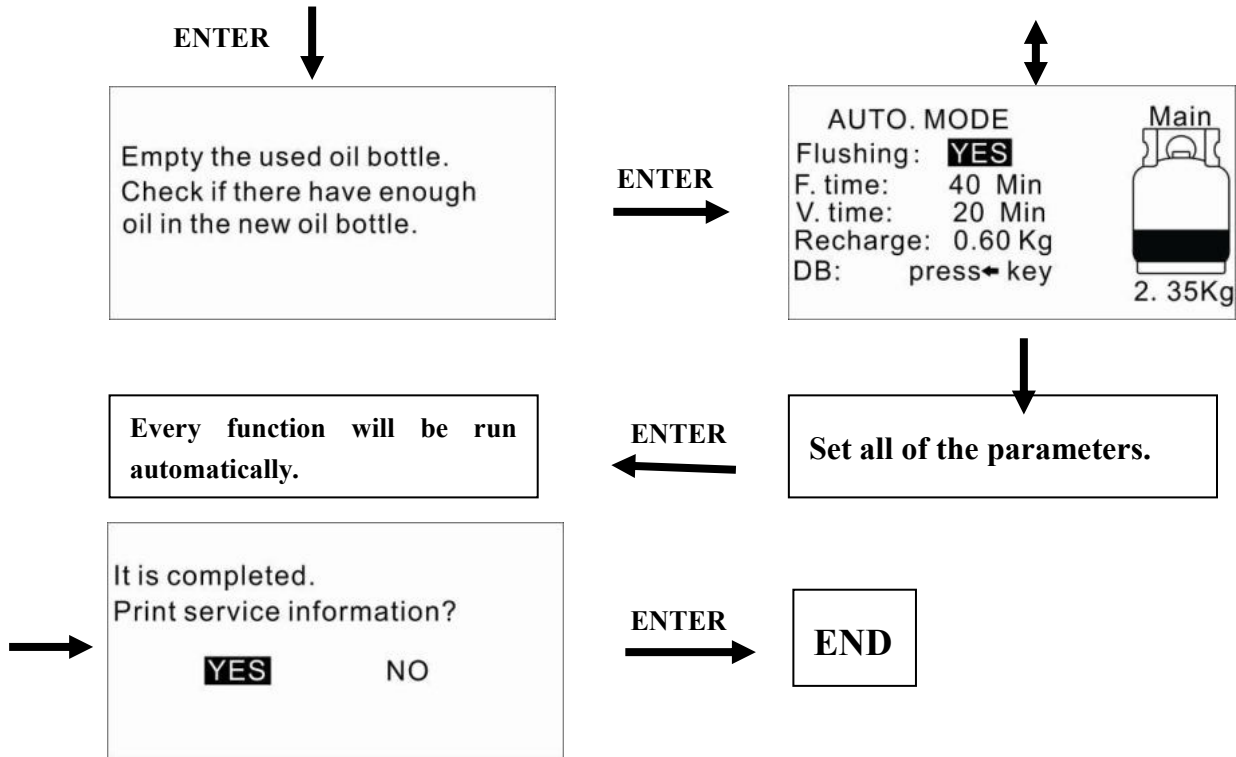 ENTER
Empty the used oil bottle.
Check if there have enough
oil in the new oil bottle.
ENTER
AUTO. MODE
Flushing: YES
F. time: 40 Min
V. time: 20 Min
Recharge: 0.60 Kg
DB: press← key
Main
2. 35Kg
Set all of the parameters.
ENTER
Every function will be run
automatically.
It is completed.
Print service information?
YES NO
ENTER
END